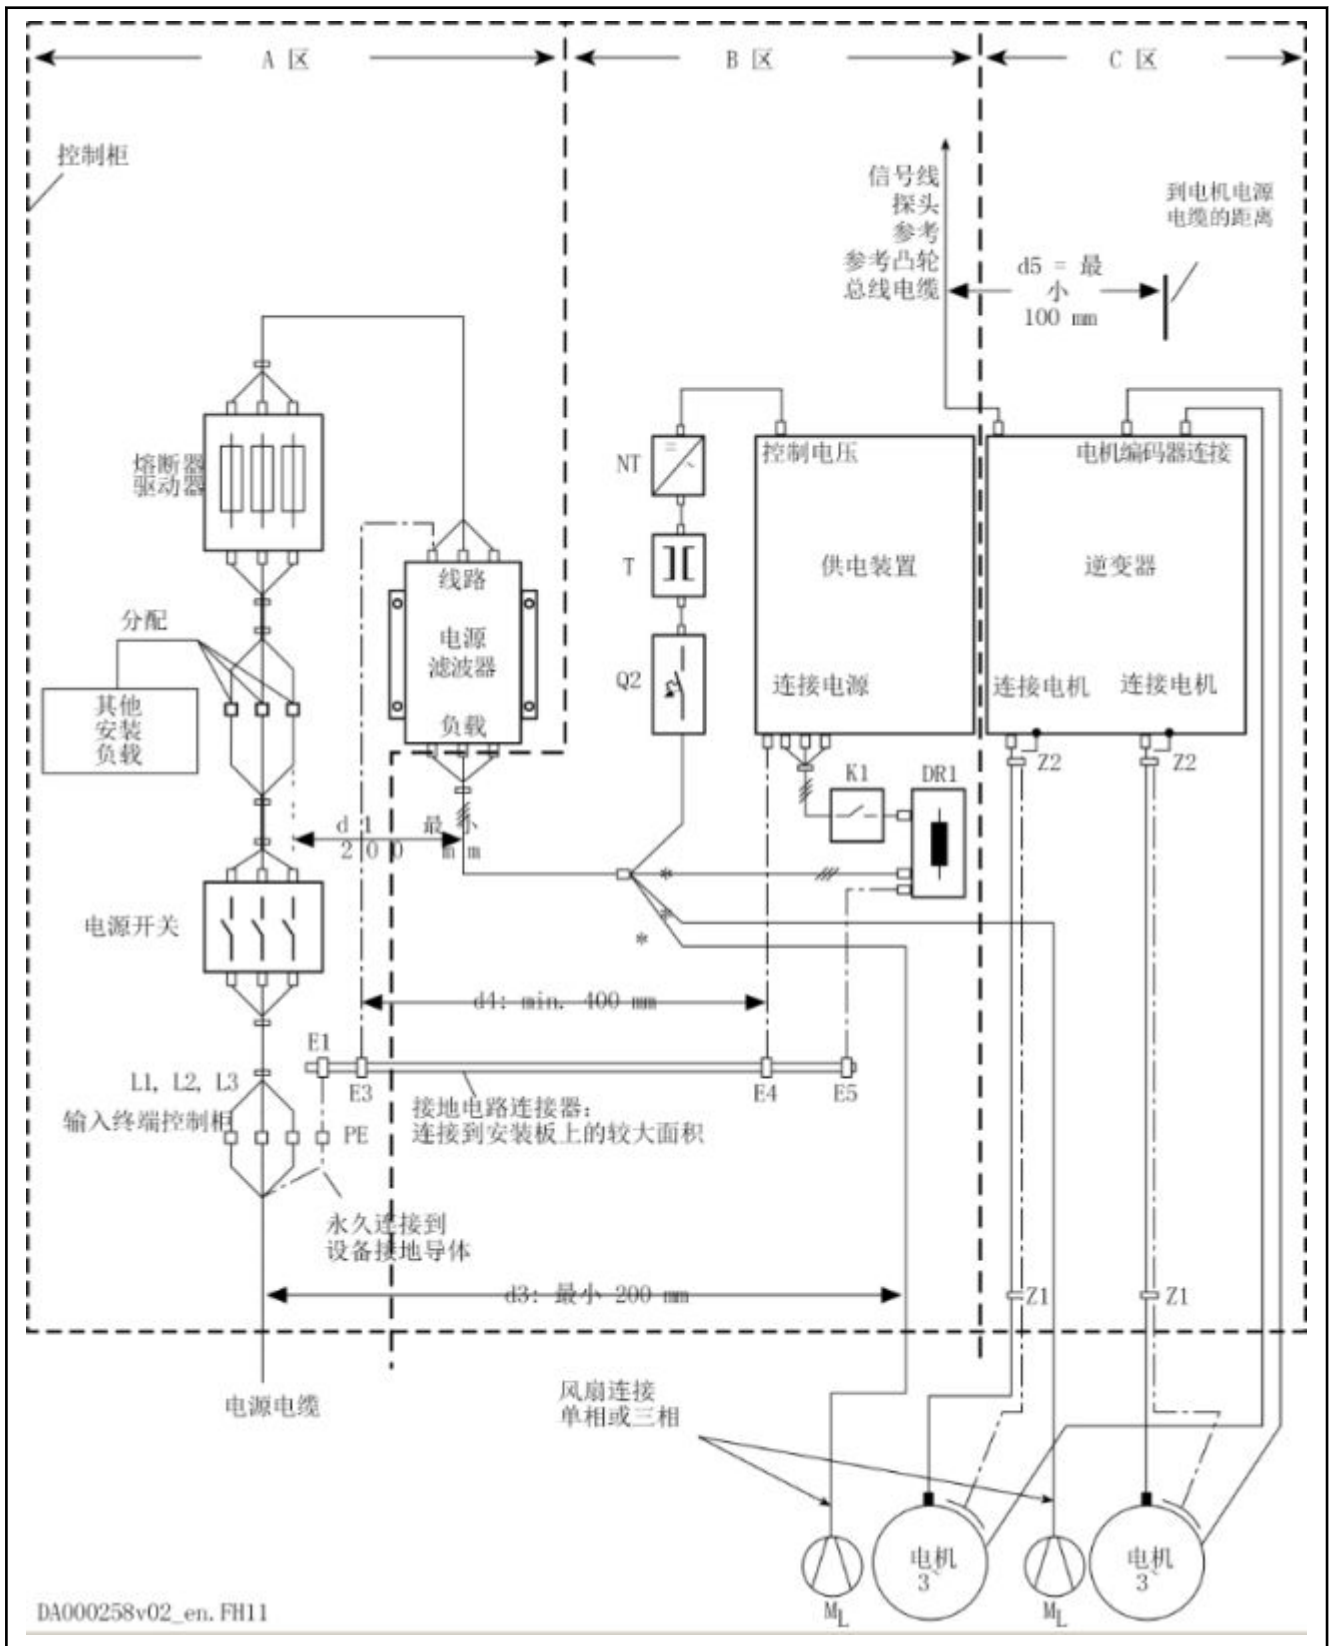 A 区
B 区
C 区
控制柜
信号线
探头
参考
参考凸轮
总线电缆
到电机电源
电缆的距离
d5 = 最
小
100 mm
熔断器
驱动器
NT
控制电压
电机编码器连接
线路
T
供电装置
逆变器
分配
电源
滤波器
Q2
连接电源
连接电机
连接电机
其他
安装
负载
负载
Z2
Z2
K1
DR1
d 1 最 小
2 0 0 m m
*
*
*
电源开关
d4: min. 400 mm
E1
E3
E4
E5
L1, L2, L3
输入终端控制柜
PE
接地电路连接器:
连接到安装板上的较大面积
永久连接到
设备接地导体
d3: 最小 200 mm
Z1
Z1
电源电缆
风扇连接
单相或三相
电机
3~
电机
3~
ML
ML
DA000258v02_en.FH11